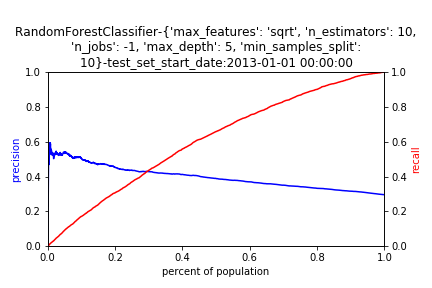 RandomForestClassifier-{'max_features': 'sqrt', 'n_estimators': 10,
'n_jobs': -1, 'max_depth': 5, 'min_samples_split':
10}-test_set_start_date:2013-01-01 00:00:00
1.0
0.8
0.6
0.4
0.2
0.0
precision
1.0
0.8
0.6
0.4
0.2
0.0
recall
0.0 0.2 0.4 0.6 0.8 1.0
percent of population